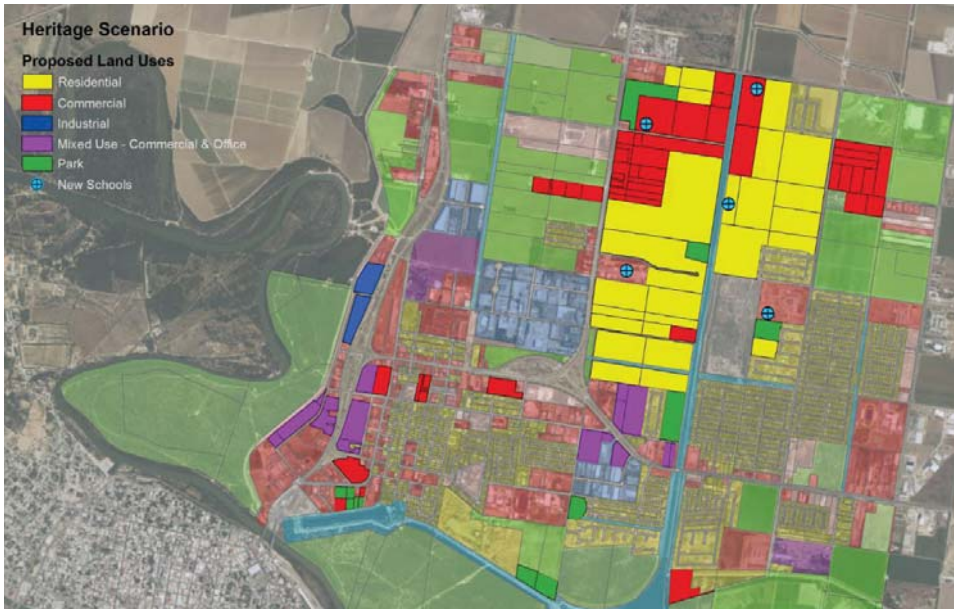 Heritage Scenario
Proposed Land Uses
Residential
Commercial
Industrial
Mixed Use - Commercial & Office
Park
New Schools